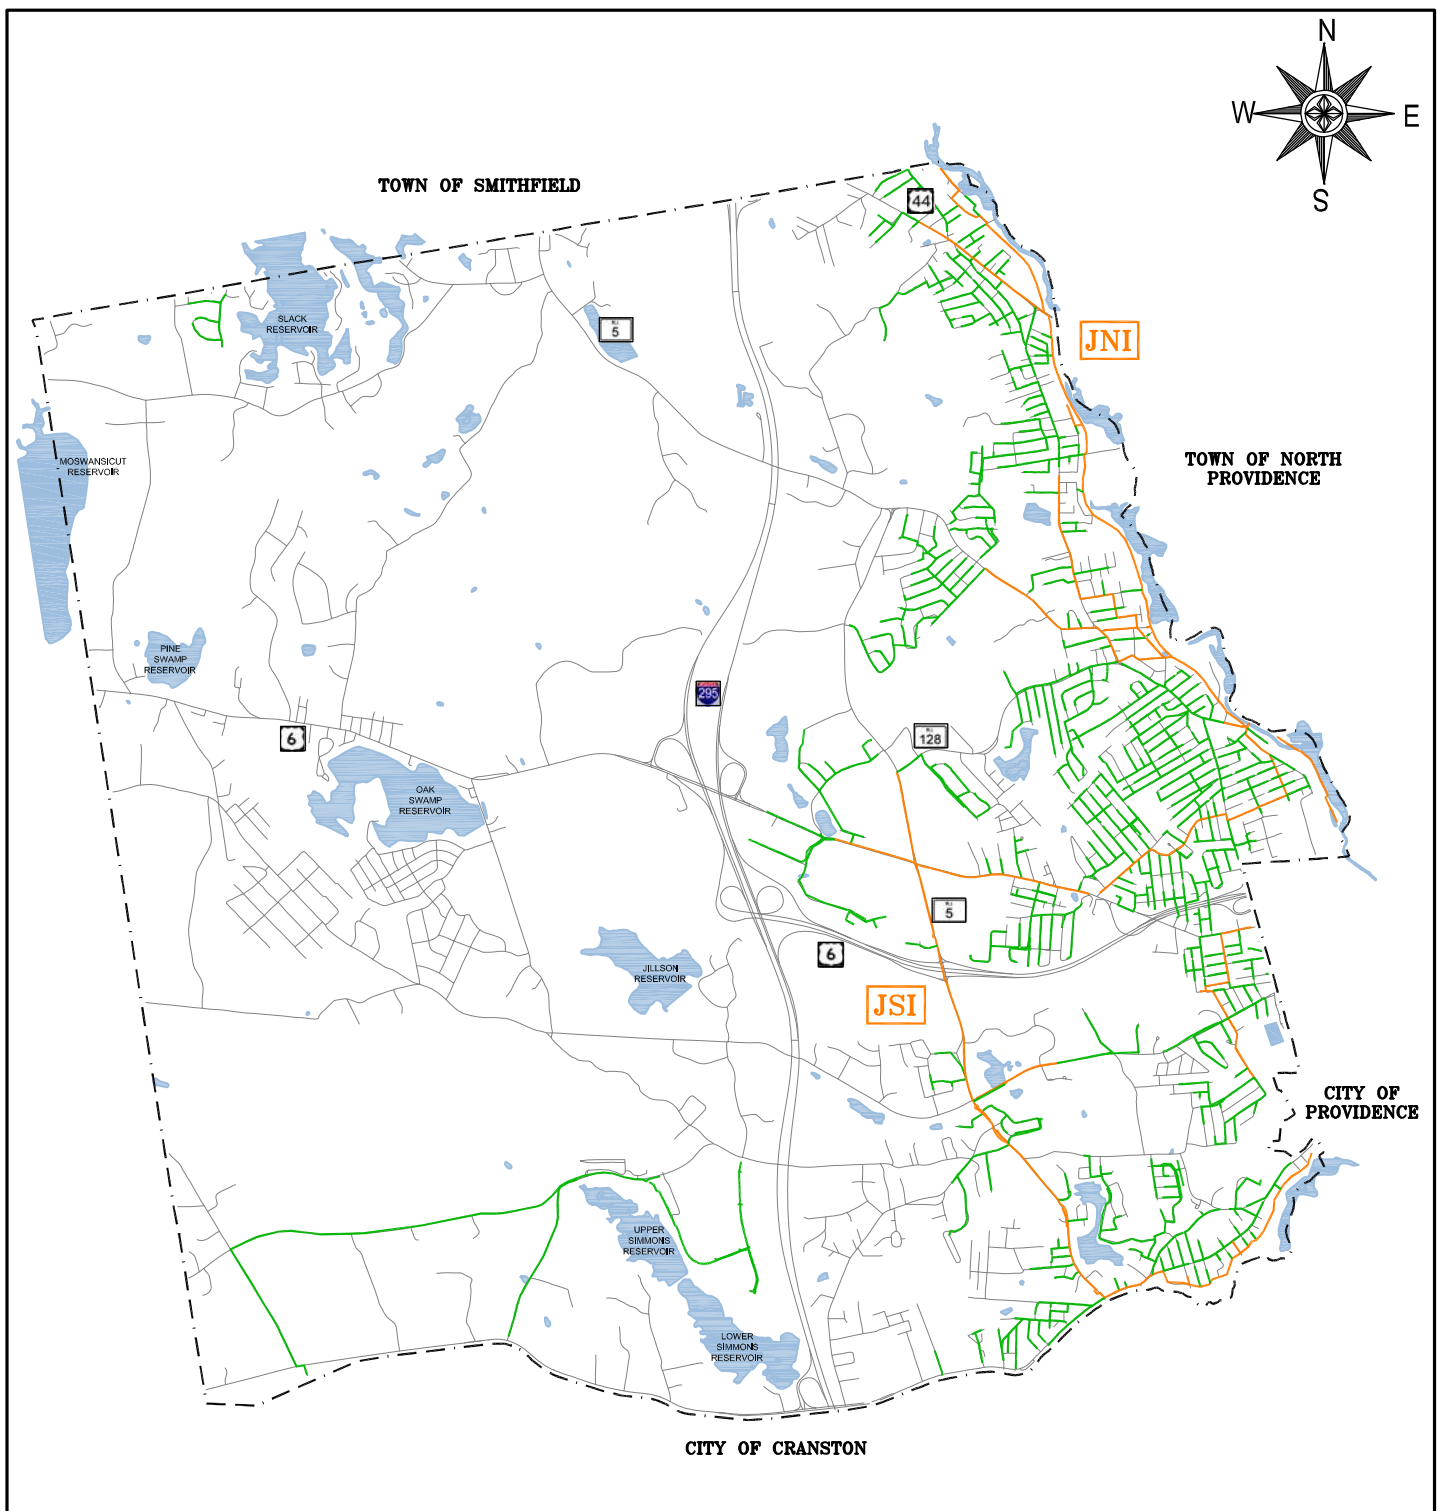 N
W
E
S
TOWN OF SMITHFIELD
44
SLACK
RESERVOIR
R.I.
5
JNI
MOSWANSICUT
RESERVOIR
TOWN OF NORTH
PROVIDENCE
PINE
SWAMP
RESERVOIR
295
6
R.I.
128
OAK
SWAMP
RESERVOIR
R.I.
5
6
JILLSON
RESERVOIR
JSI
CITY OF
PROVIDENCE
UPPER
SIMMONS
RESERVOIR
LOWER
SIMMONS
RESERVOIR
CITY OF CRANSTON